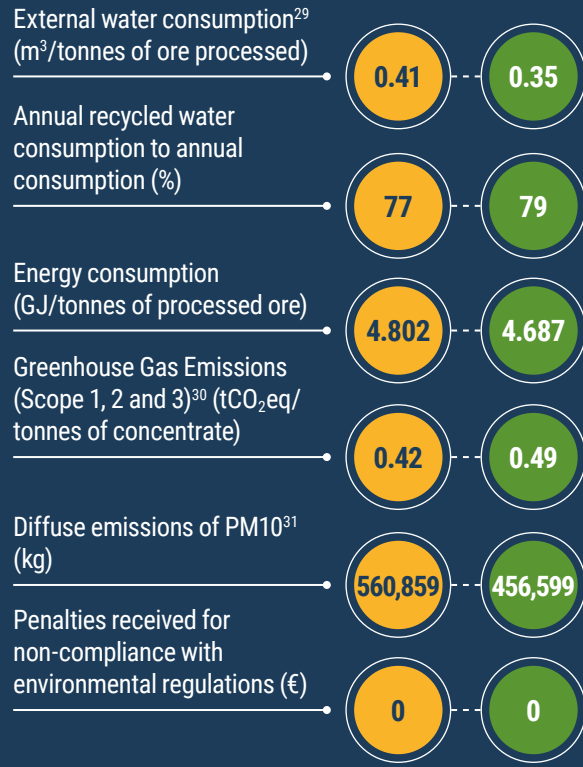 External water consumption²⁹
(m³/tonnes of ore processed)
0.41
0.35
Annual recycled water
consumption to annual
consumption (%)
77
79
Energy consumption
(GJ/tonnes of processed ore)
4.802
4.687
Greenhouse Gas Emissions
(Scope 1, 2 and 3)³⁰ (tCO₂eq/
tonnes of concentrate)
0.42
0.49
Diffuse emissions of PM10³¹
(kg)
560,859
456,599
Penalties received for
non-compliance with
environmental regulations (€)
0
0